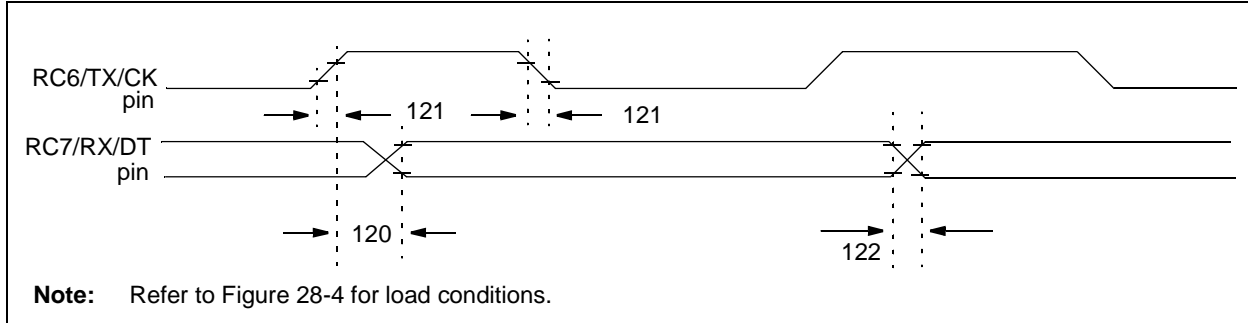 RC6/TX/CK
pin
121
121
RC7/RX/DT
pin
120
122
Note: Refer to Figure 28-4 for load conditions.